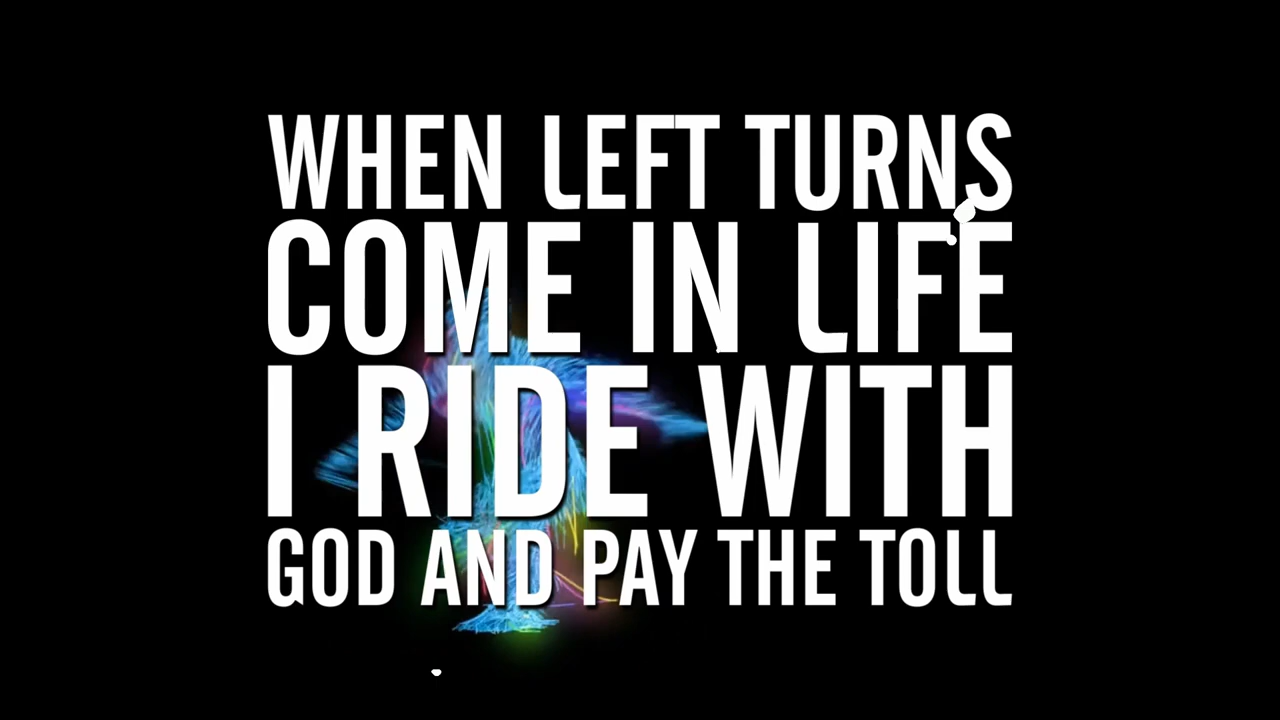 WHEN LEFT TURNS
COME IN LIFE
I RIDE WITH
GOD AND PAY THE TOLL